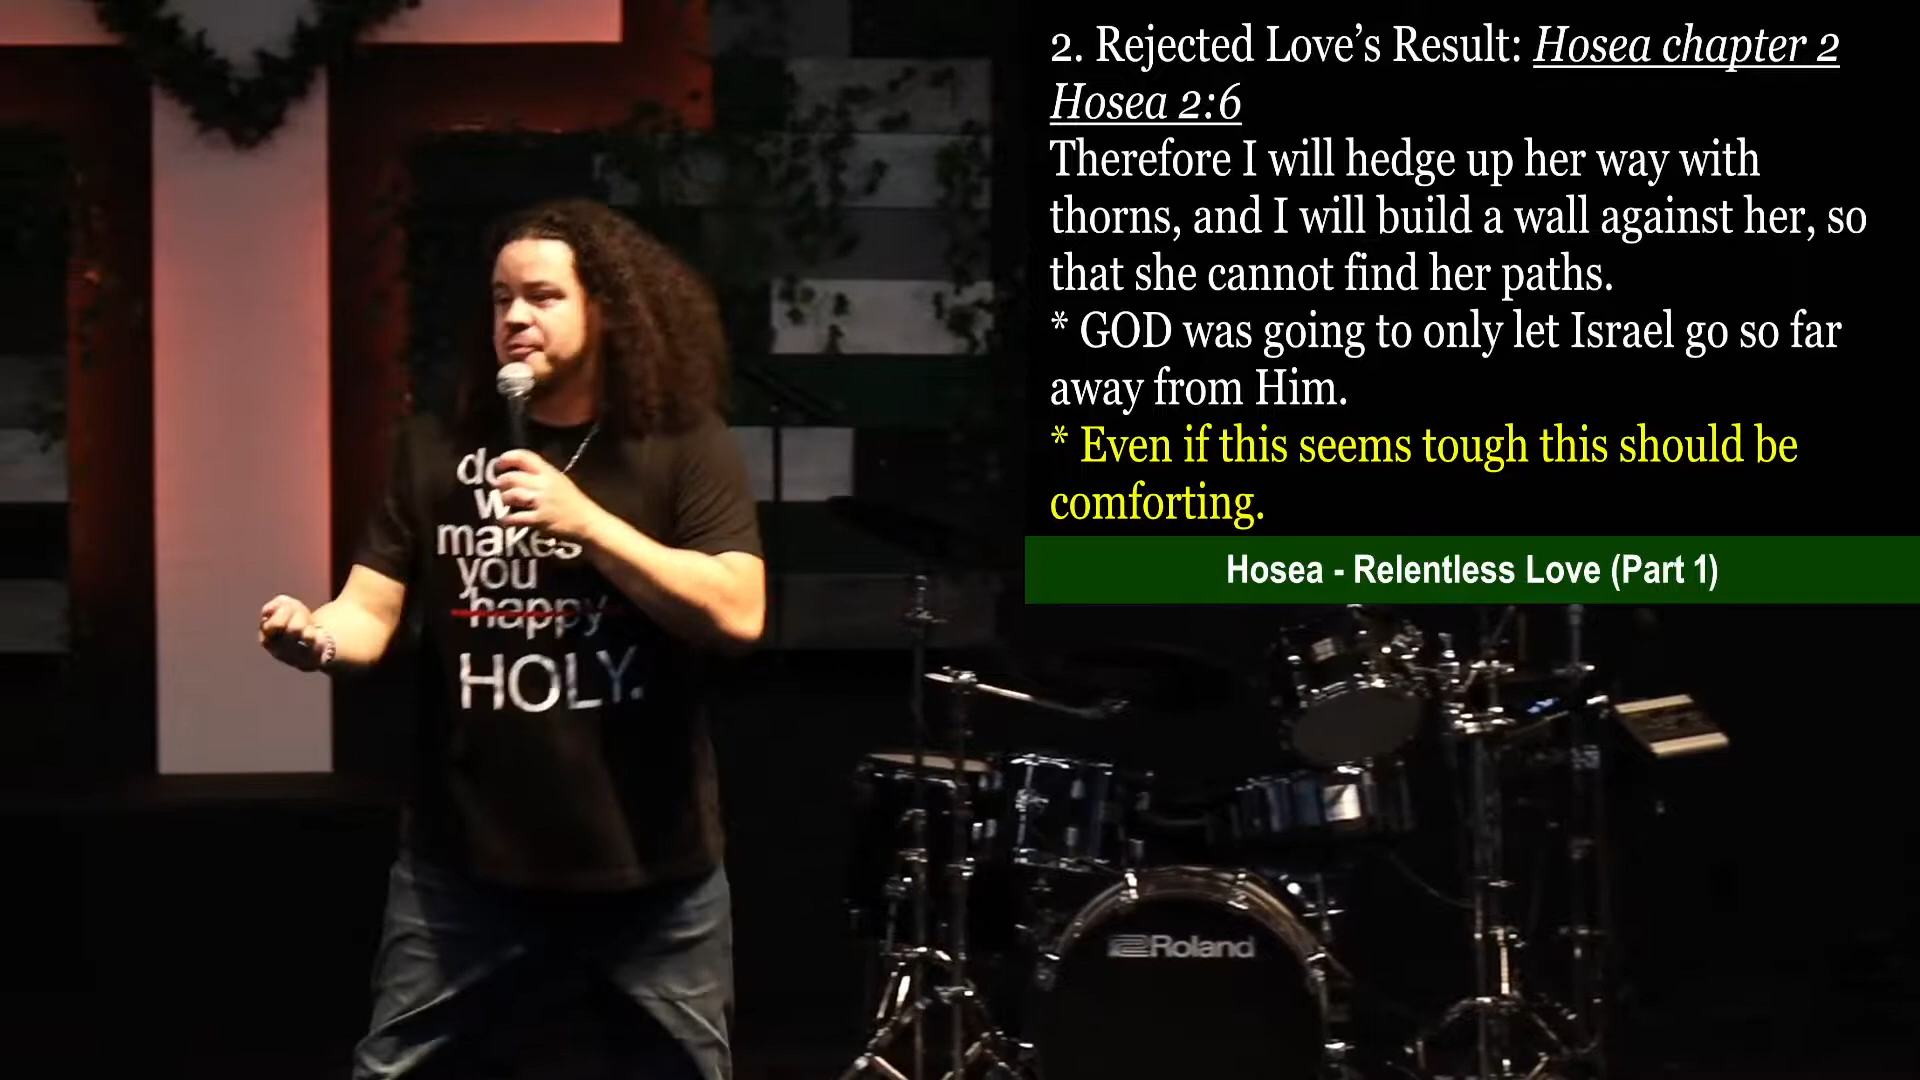 2. Rejected Love's Result: Hosea chapter 2
Hosea 2:6
Therefore I will hedge up her way with
thorns, and I will build a wall against her, so
that she cannot find her paths.
* GOD was going to only let Israel go so far
away from Him.
* Even if this seems tough this should be
comforting.
Hosea - Relentless Love (Part 1)
makes
you
happy
HOLY.
Roland